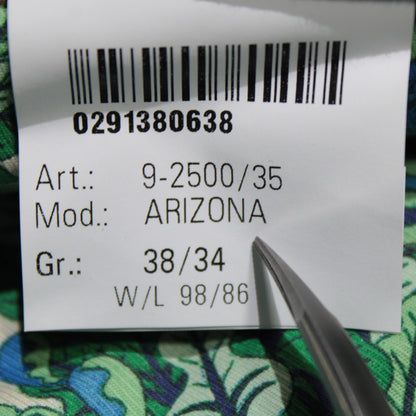 0291380638
Art.: 9-2500/35
Mod.: ARIZONA
Gr.: 38/34
W/L 98/86